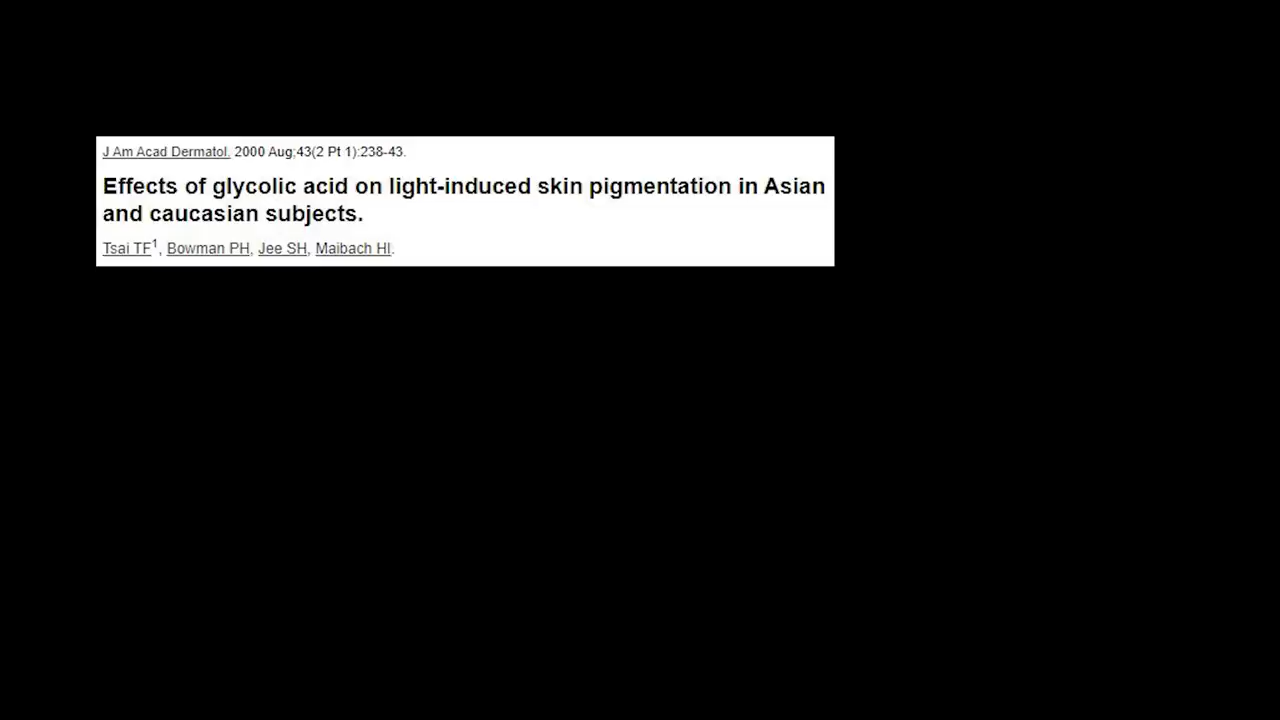 J Am Acad Dermatol. 2000 Aug;43(2 Pt 1):238-43.
Effects of glycolic acid on light-induced skin pigmentation in Asian
and caucasian subjects.
Tsai TF1, Bowman PH, Jee SH, Maibach HI.